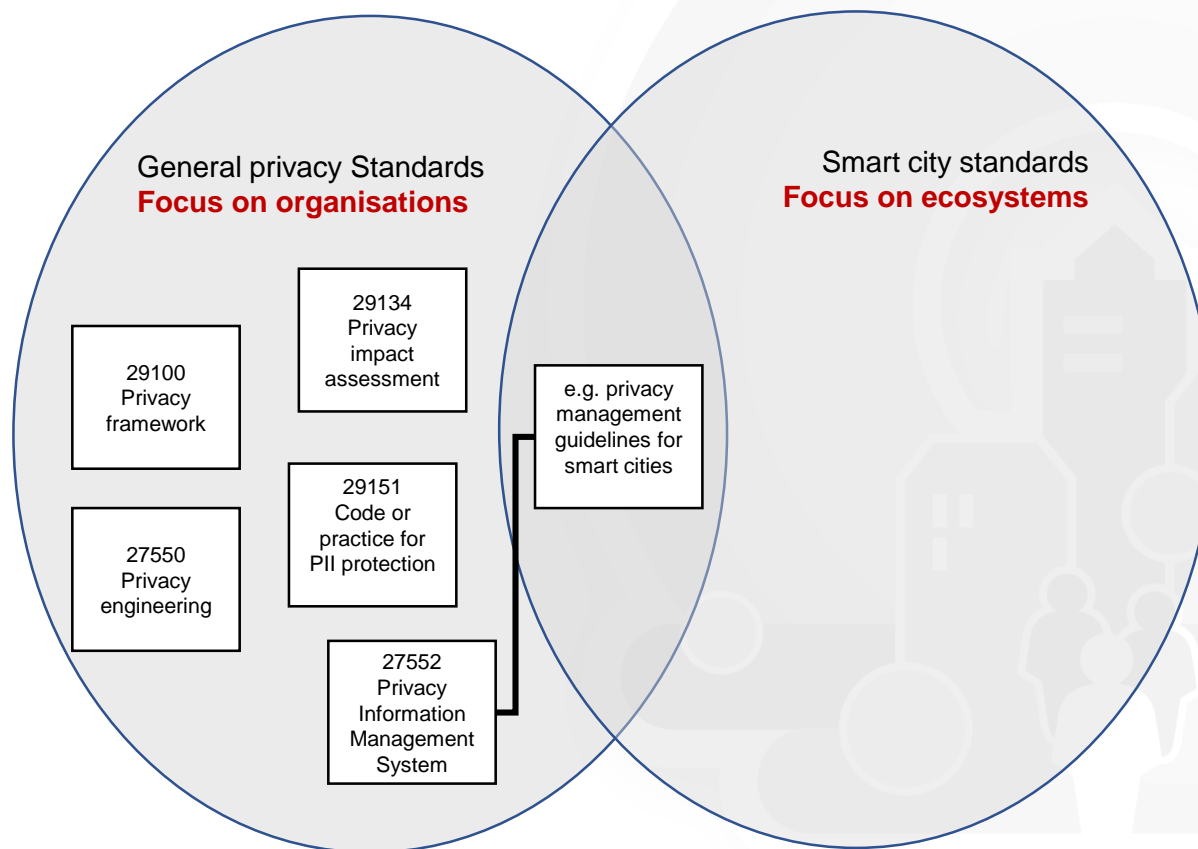 General privacy Standards
Focus on organisations
Smart city standards
Focus on ecosystems
29134
Privacy
impact
assessment
29100
Privacy
framework
e.g. privacy
management
guidelines for
smart cities
29151
Code or
practice for
PII protection
27550
Privacy
engineering
27552
Privacy
Information
Management
System